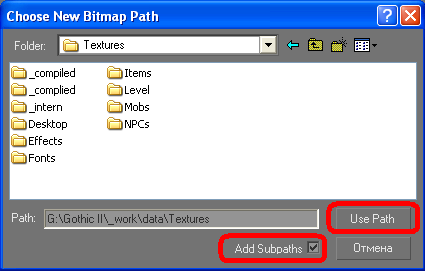 Choose New Bitmap Path
Folder: Textures
_compiled Items
_complied Level
_intern Mobs
Desktop NPCs
Effects
Fonts
Path: G:\Gothic II\_work\data\Textures Use Path
Add Subpaths Отмена